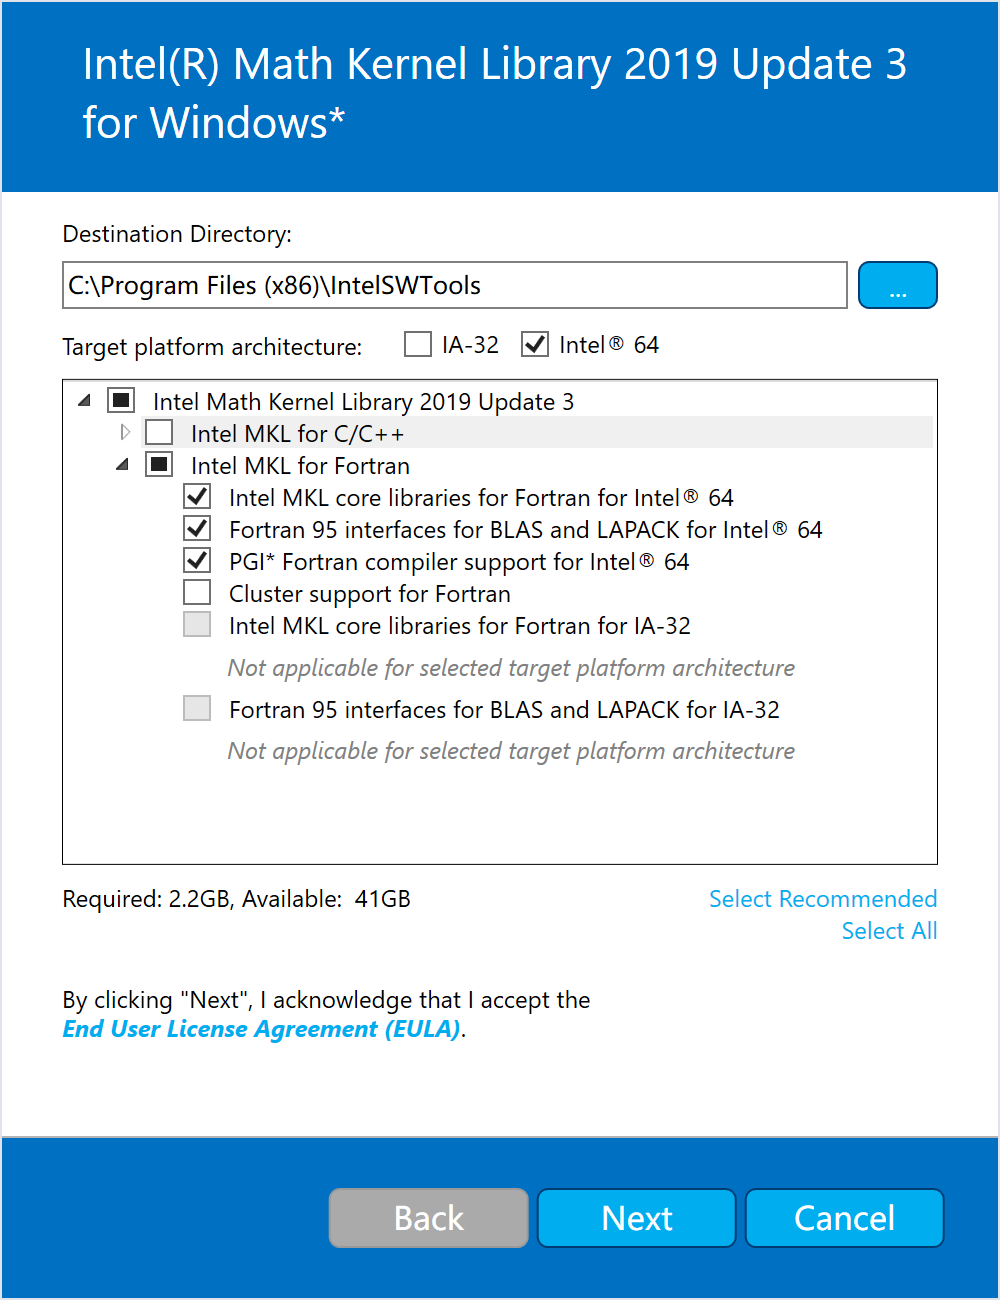 Intel(R) Math Kernel Library 2019 Update 3
for Windows*
Destination Directory:
C:\Program Files (x86)\IntelSWTools
...
Target platform architecture: IA-32 Intel® 64
Intel Math Kernel Library 2019 Update 3
Intel MKL for C/C++
Intel MKL for Fortran
Intel MKL core libraries for Fortran for Intel® 64
Fortran 95 interfaces for BLAS and LAPACK for Intel® 64
PGI* Fortran compiler support for Intel® 64
Cluster support for Fortran
Intel MKL core libraries for Fortran for IA-32
Not applicable for selected target platform architecture
Fortran 95 interfaces for BLAS and LAPACK for IA-32
Not applicable for selected target platform architecture
Required: 2.2GB, Available:  41GB
Select Recommended
Select All
By clicking "Next", I acknowledge that I accept the
End User License Agreement (EULA).
Back Next Cancel